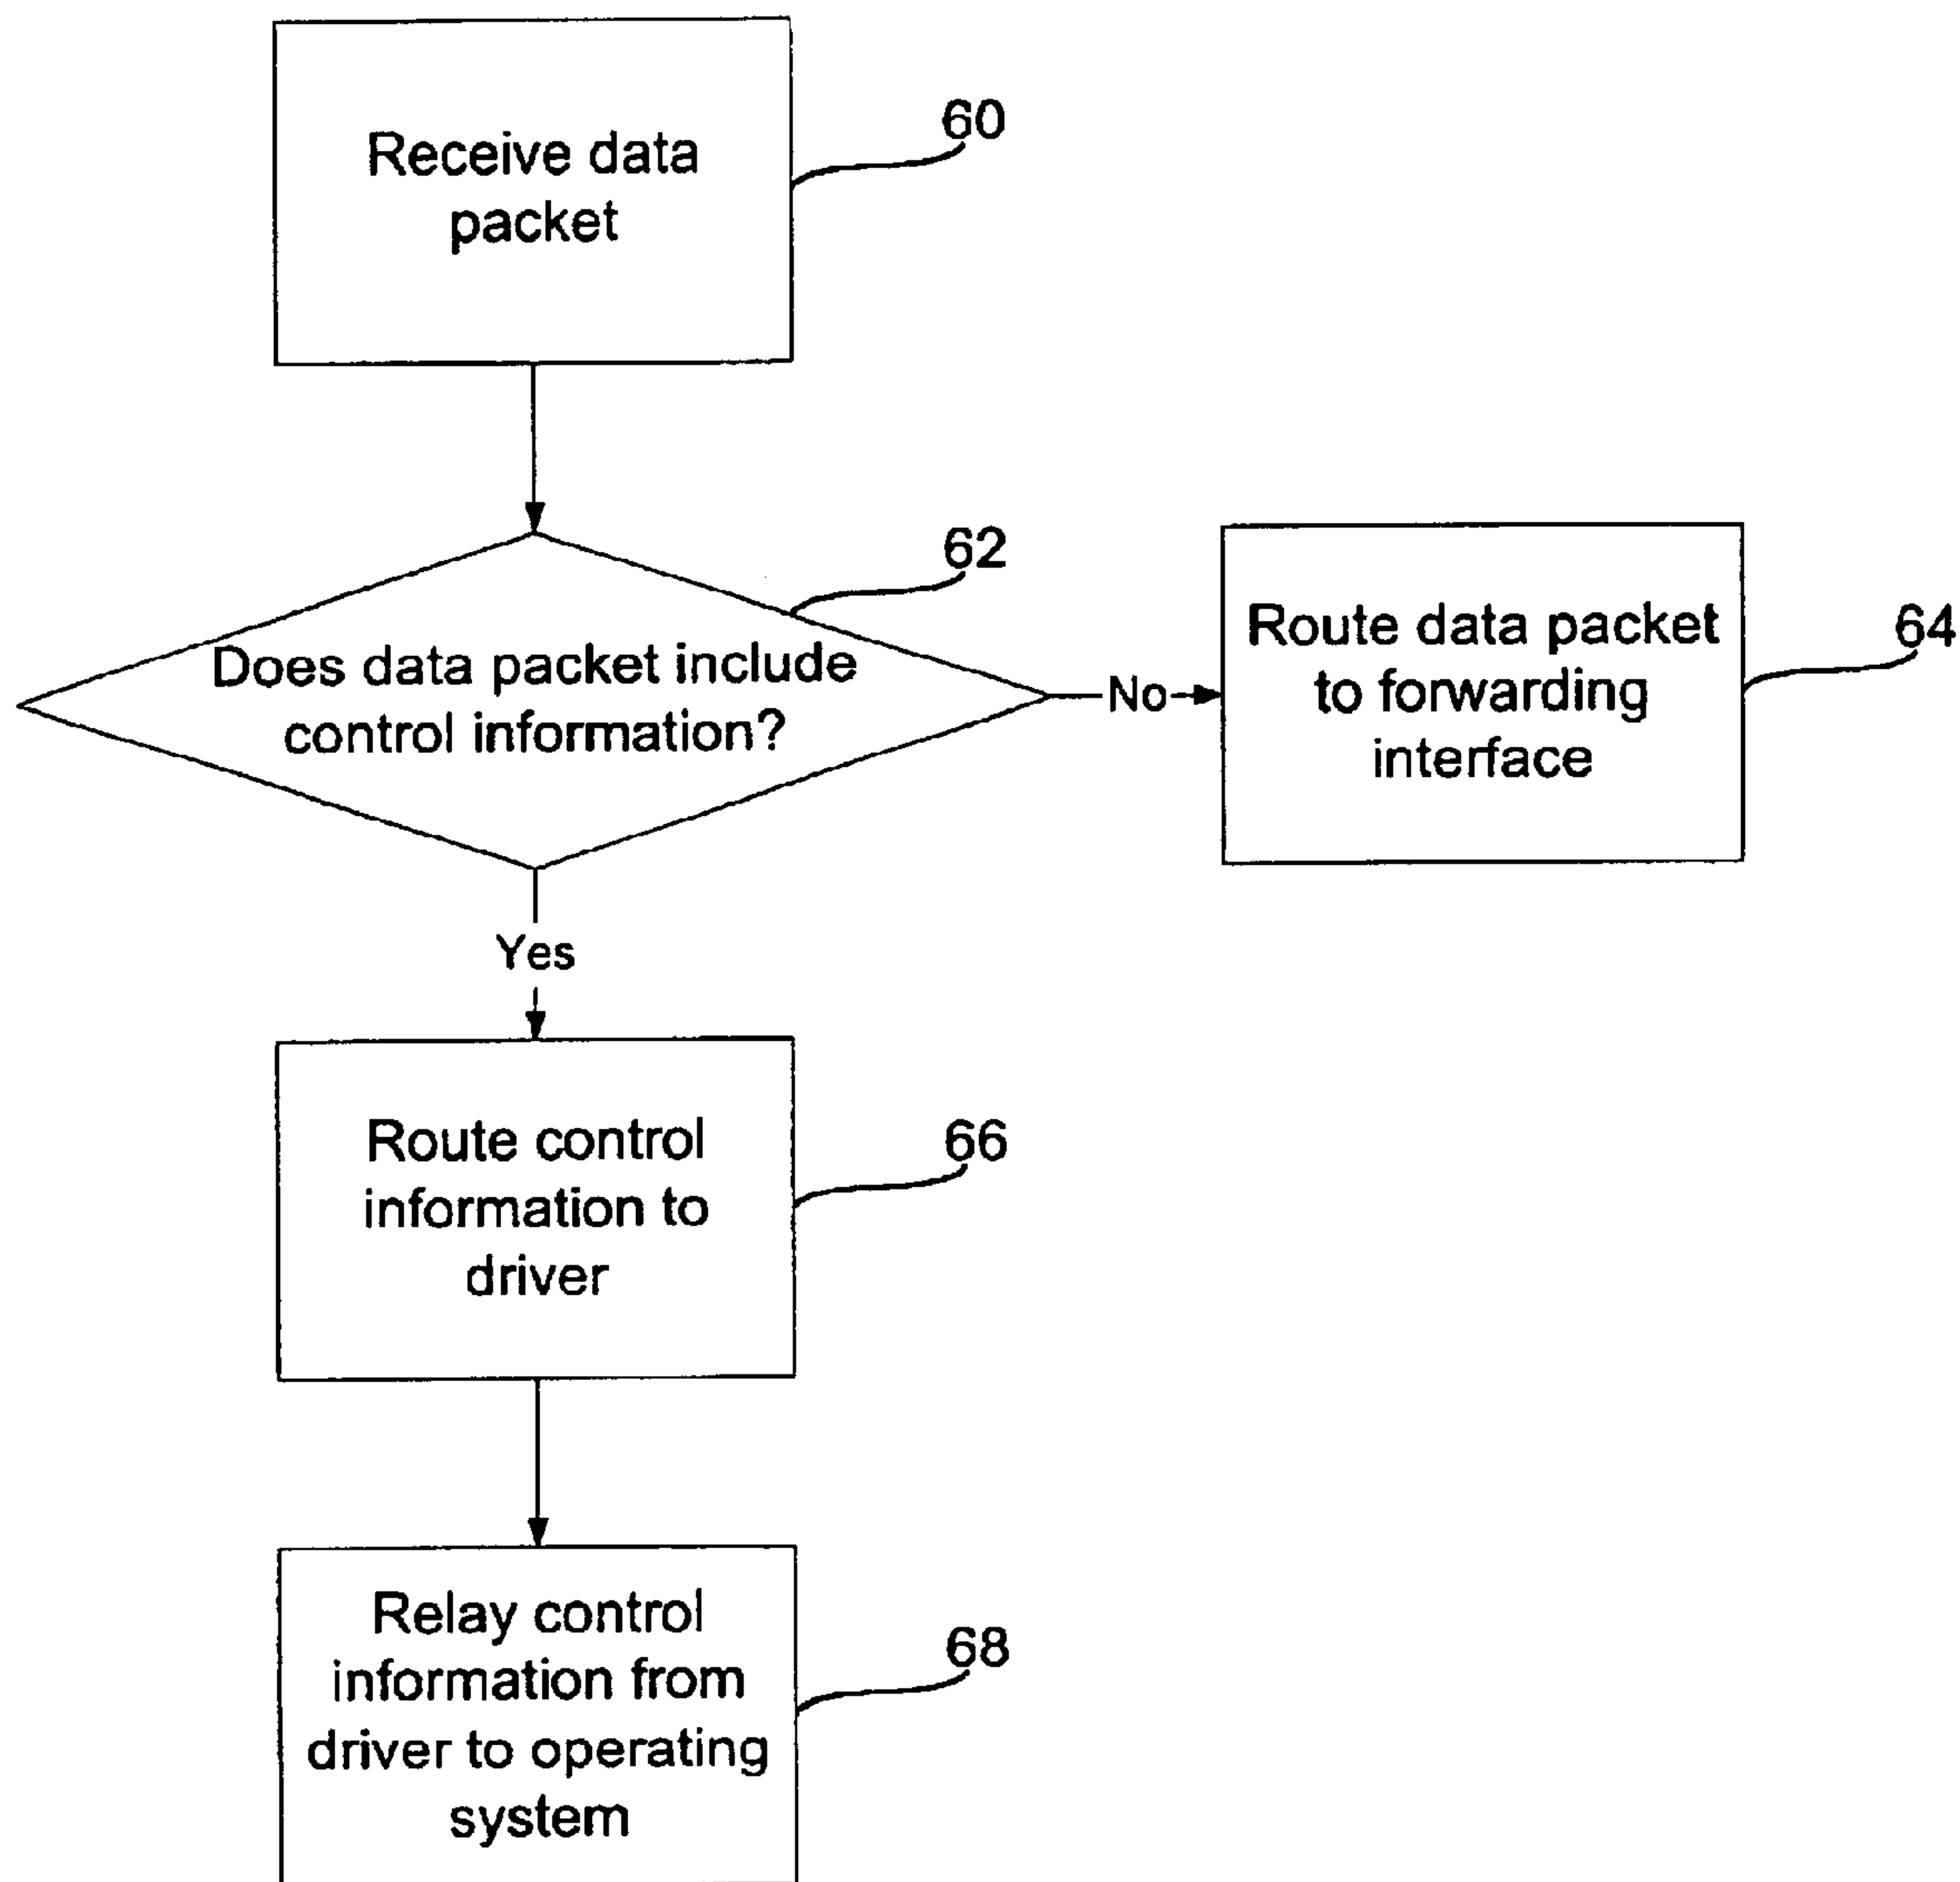 Receive data
packet
60
62
Does data packet include
control information?
No
Route data packet
to forwarding
interface
64
Yes
Route control
information to
driver
66
Relay control
information from
driver to operating
system
68